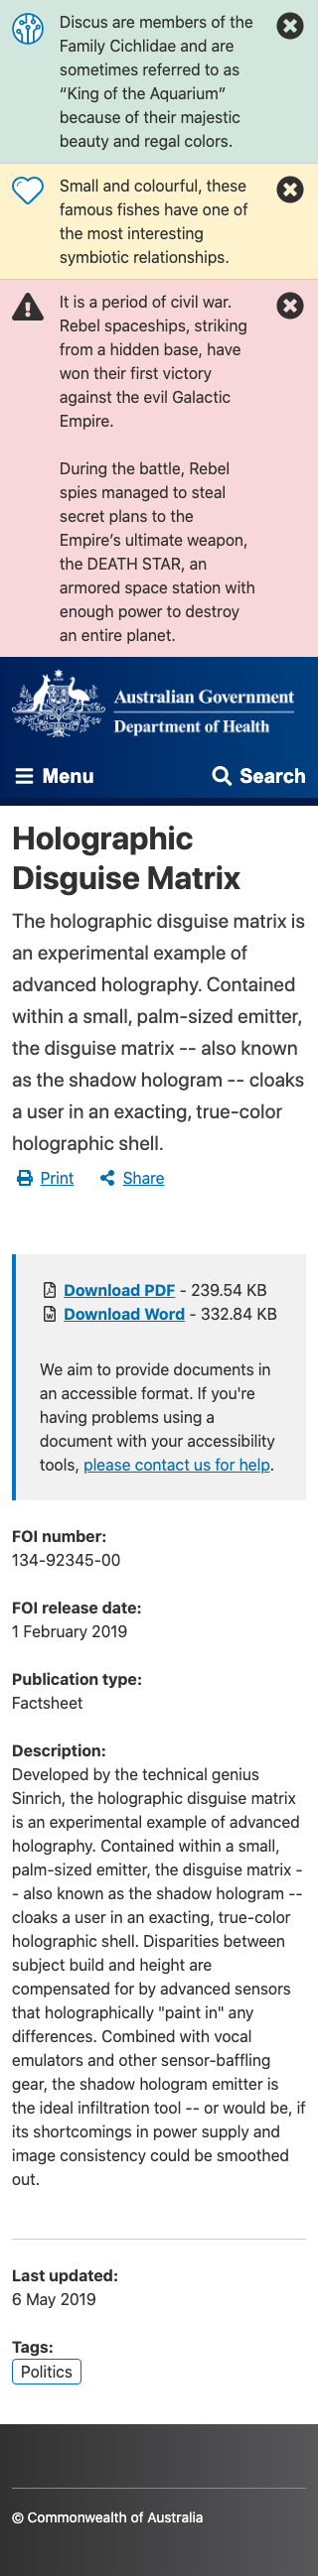 Discus are members of the
Family Cichlidae and are
sometimes referred to as
“King of the Aquarium”
because of their majestic
beauty and regal colors.
Small and colourful, these
famous fishes have one of
the most interesting
symbiotic relationships.
It is a period of civil war.
Rebel spaceships, striking
from a hidden base, have
won their first victory
against the evil Galactic
Empire.
During the battle, Rebel
spies managed to steal
secret plans to the
Empire’s ultimate weapon,
the DEATH STAR, an
armored space station with
enough power to destroy
an entire planet.
Australian Government
Department of Health
Menu Search
Holographic
Disguise Matrix
The holographic disguise matrix is
an experimental example of
advanced holography. Contained
within a small, palm-sized emitter,
the disguise matrix -- also known
as the shadow hologram -- cloaks
a user in an exacting, true-color
holographic shell.
Print Share
Download PDF - 239.54 KB
Download Word - 332.84 KB
We aim to provide documents in
an accessible format. If you're
having problems using a
document with your accessibility
tools, please contact us for help.
FOI number:
134-92345-00
FOI release date:
1 February 2019
Publication type:
Factsheet
Description:
Developed by the technical genius
Sinrich, the holographic disguise matrix
is an experimental example of advanced
holography. Contained within a small,
palm-sized emitter, the disguise matrix -
- also known as the shadow hologram --
cloaks a user in an exacting, true-color
holographic shell. Disparities between
subject build and height are
compensated for by advanced sensors
that holographically "paint in" any
differences. Combined with vocal
emulators and other sensor-baffling
gear, the shadow hologram emitter is
the ideal infiltration tool -- or would be, if
its shortcomings in power supply and
image consistency could be smoothed
out.
Last updated:
6 May 2019
Tags:
Politics
© Commonwealth of Australia